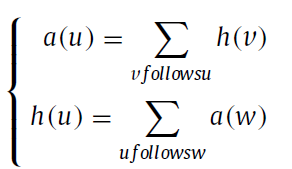 a(u) = ∑ h(v)
vfollowsu
h(u) = ∑ a(w)
ufollowsw